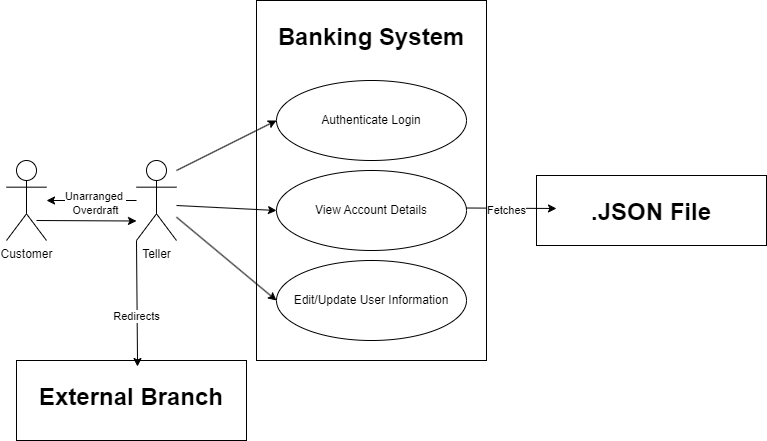 Banking System
Authenticate Login
Unarranged
Overdraft
View Account Details
Fetches
.JSON File
Customer
Teller
Edit/Update User Information
Redirects
External Branch